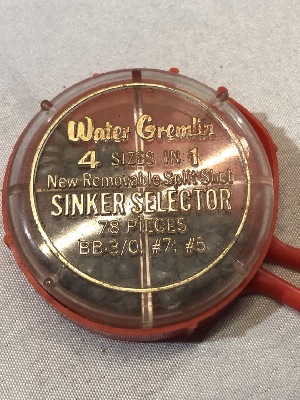 Water Gremlin
4 SIZES IN 1
New Removable Split Shot
SINKER SELECTOR
78 PIECES
BB, 3/0, #7, #5